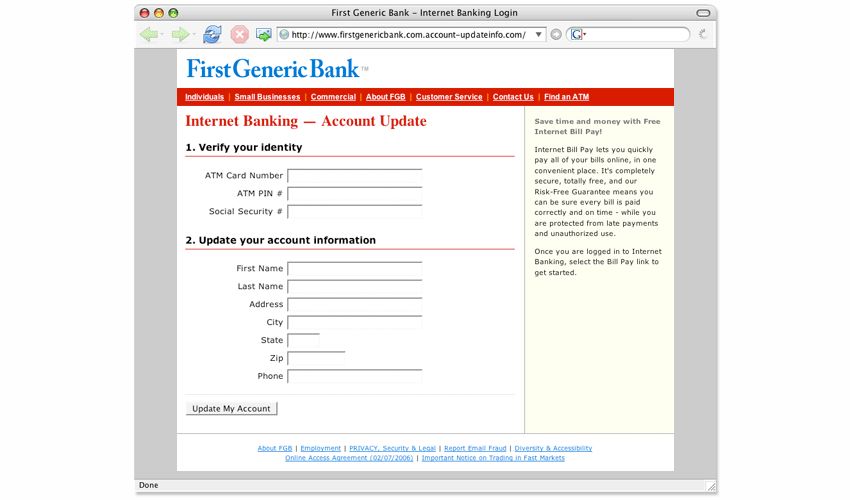 First Generic Bank – Internet Banking Login
http://www.firstgenericbank.com.account-updateinfo.com/
G
First Generic Bank™
Individuals | Small Businesses | Commercial | About FGB | Customer Service | Contact Us | Find an ATM
Internet Banking — Account Update
1. Verify your identity
ATM Card Number
ATM PIN #
Social Security #
2. Update your account information
First Name
Last Name
Address
City
State
Zip
Phone
Update My Account
Save time and money with Free
Internet Bill Pay!
Internet Bill Pay lets you quickly
pay all of your bills online, in one
convenient place. It's completely
secure, totally free, and our
Risk-Free Guarantee means you
can be sure every bill is paid
correctly and on time - while you
are protected from late payments
and unauthorized use.
Once you are logged in to Internet
Banking, select the Bill Pay link to
get started.
About FGB | Employment | PRIVACY, Security & Legal | Report Email Fraud | Diversity & Accessibility
Online Access Agreement (02/07/2006) | Important Notice on Trading in Fast Markets
Done